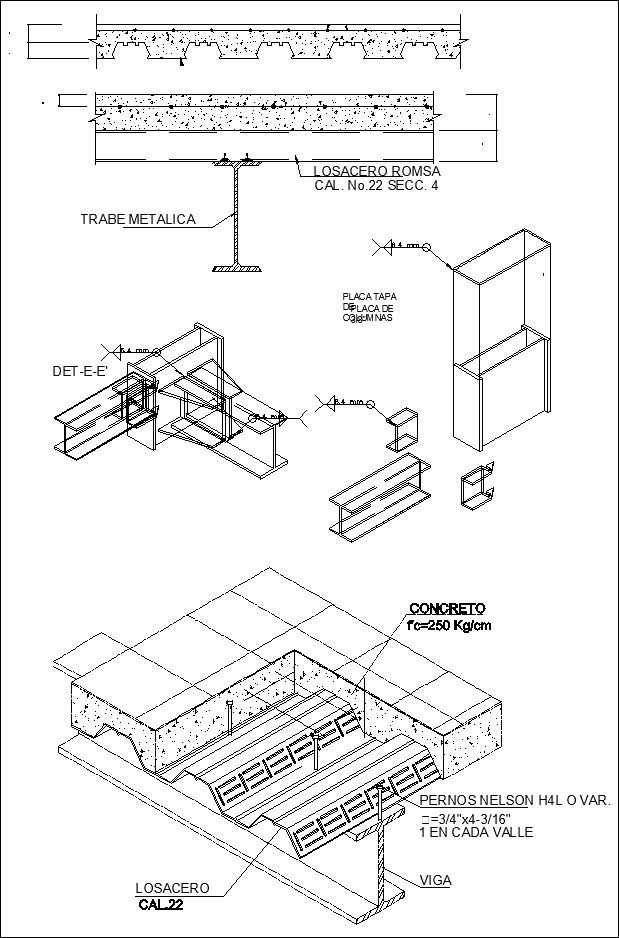 LOSACERO ROMSA
CAL. No.22 SECC. 4
TRABE METALICA
6.4 mm
PLACA TAPA
DE
PLACA DE
COLUMNAS
6.4 mm
DET-E-E'
6.4 mm
6.4 mm
CONCRETO
f'c=250 Kg/cm
PERNOS NELSON H4L O VAR.
□=3/4"x4-3/16"
1 EN CADA VALLE
VIGA
LOSACERO
CAL.22